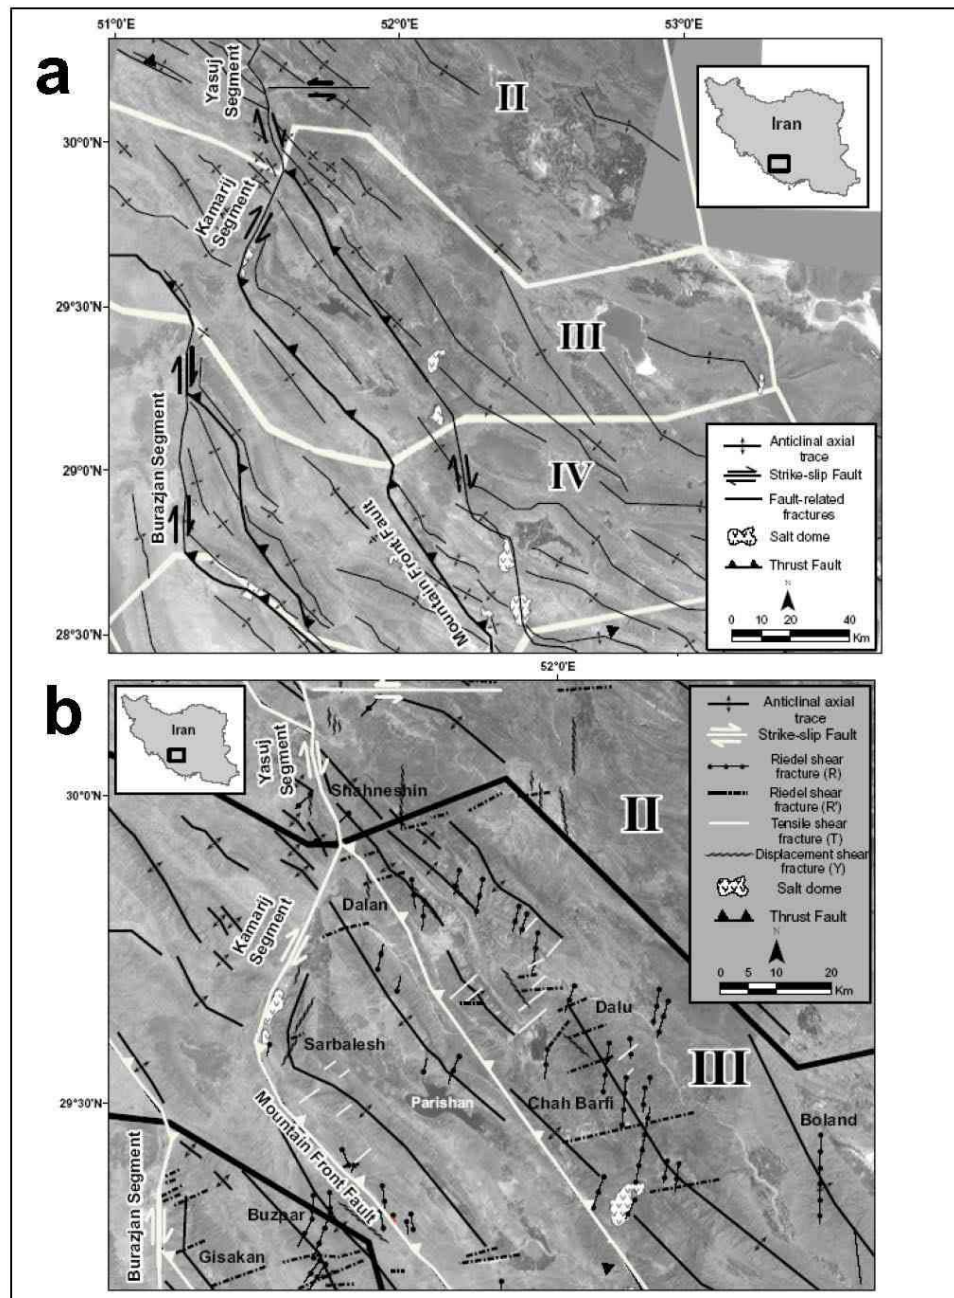 51°0'E
52°0'E
53°0'E
a
Yasuj
Segment
II
Iran
30°0'N
Kamarij
Segment
29°30'N
III
Burazjan Segment
29°0'N
IV
Mountain Front Fault
28°30'N
Anticlinal axial
trace
Strike-slip Fault
Fault-related
fractures
Salt dome
Thrust Fault
N
0 10 20 40
Km
52°0'E
b
Iran
Yasuj
Segment
Shahneshin
II
30°0'N
Anticlinal axial
trace
Strike-slip Fault
Riedel shear
fracture (R)
Riedel shear
fracture (R')
Tensile shear
fracture (T)
Displacement shear
fracture (Y)
Salt dome
Thrust Fault
N
0 5 10 20
Km
Dalan
Kamarij
Segment
Dalu
Sarbalesh
III
Parishan
Chah Barfi
Boland
29°30'N
Mountain Front Fault
Burazjan Segment
Buzpar
Gisakan